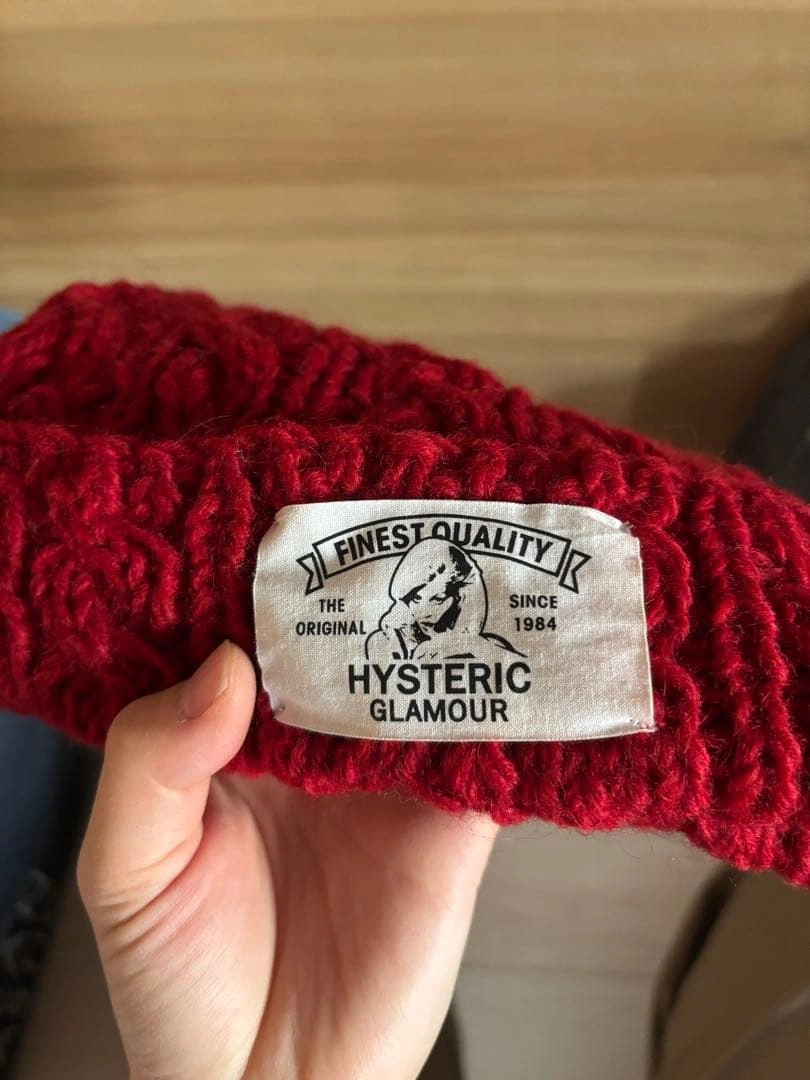 FINEST QUALITY
THE
ORIGINAL
SINCE
1984
HYSTERIC
GLAMOUR